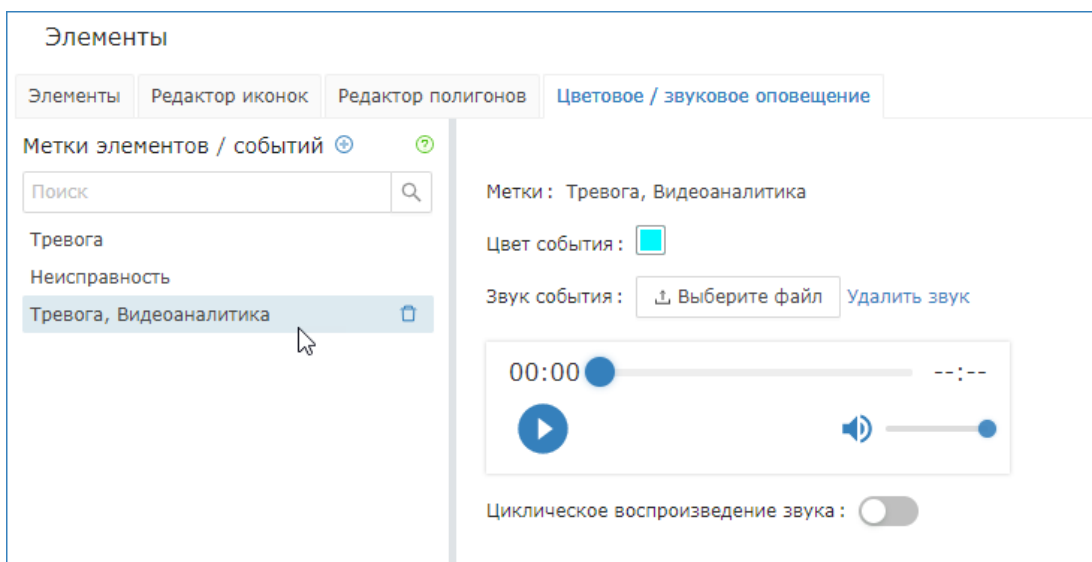 Элементы
Элементы Редактор иконок Редактор полигонов Цветовое / звуковое оповещение
Метки элементов / событий
Поиск
Тревога
Неисправность
Тревога, Видеоаналитика
Метки : Тревога, Видеоаналитика
Цвет события :
Звук события : Выберите файл Удалить звук
00:00 --:--
Циклическое воспроизведение звука :